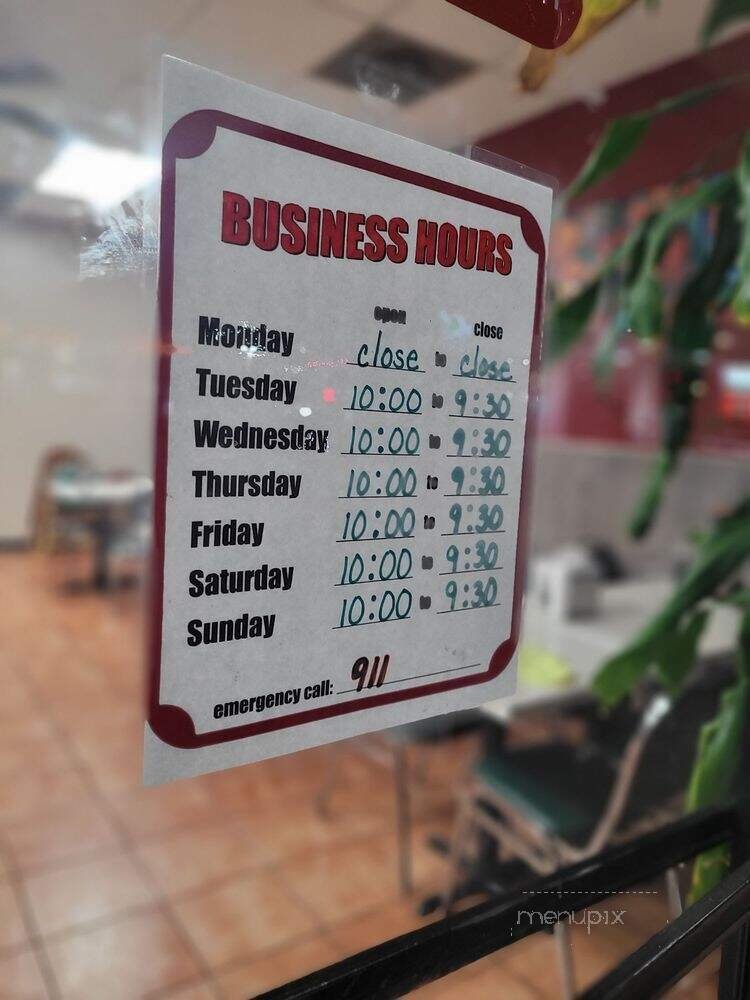 BUSINESS HOURS
open close
Monday close to close
Tuesday 10:00 to 9:30
Wednesday 10:00 to 9:30
Thursday 10:00 to 9:30
Friday 10:00 to 9:30
Saturday 10:00 to 9:30
Sunday 10:00 to 9:30
emergency call: 911
menupix